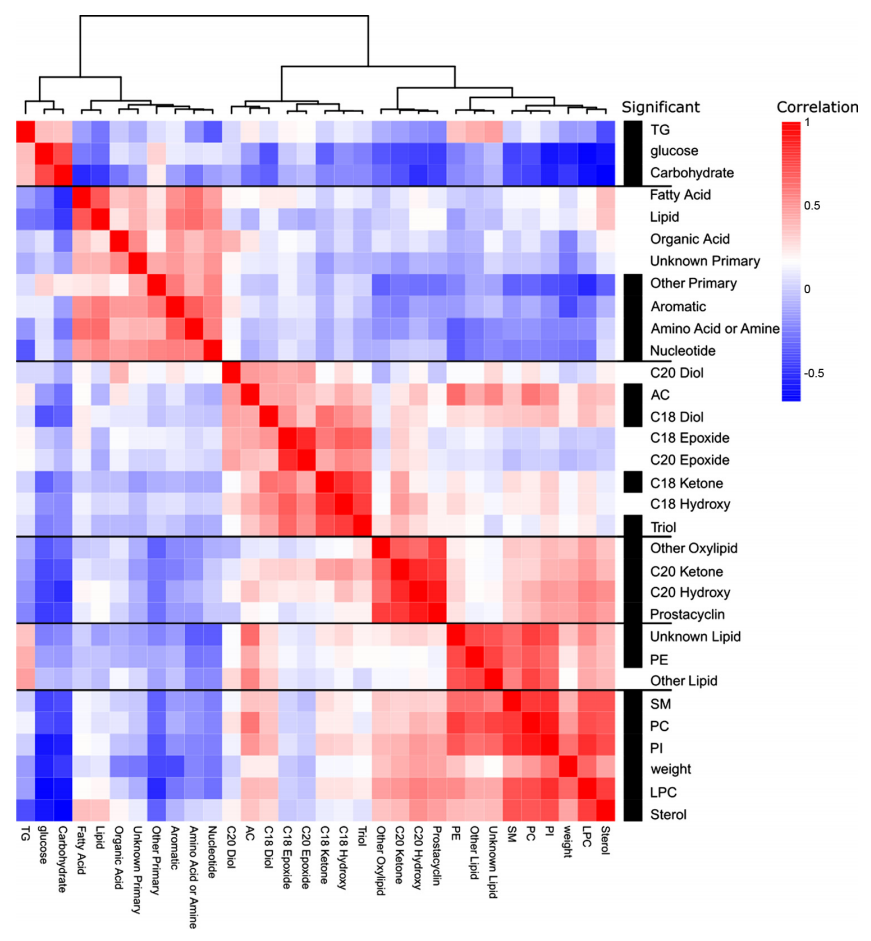 Significant
Correlation
TG
glucose
Carbohydrate
Fatty Acid
Lipid
Organic Acid
Unknown Primary
Other Primary
Aromatic
Amino Acid or Amine
Nucleotide
C20 Diol
AC
C18 Diol
C18 Epoxide
C20 Epoxide
C18 Ketone
C18 Hydroxy
Triol
Other Oxylipid
C20 Ketone
C20 Hydroxy
Prostacyclin
Unknown Lipid
PE
Other Lipid
SM
PC
PI
weight
LPC
Sterol
1
0.5
0
-0.5
TG
glucose
Carbohydrate
Fatty Acid
Lipid
Organic Acid
Unknown Primary
Other Primary
Aromatic
Amino Acid or Amine
Nucleotide
C20 Diol
AC
C18 Diol
C18 Epoxide
C20 Epoxide
C18 Ketone
C18 Hydroxy
Triol
Other Oxylipid
C20 Ketone
C20 Hydroxy
Prostacyclin
PE
Other Lipid
Unknown Lipid
SM
PC
PI
weight
LPC
Sterol